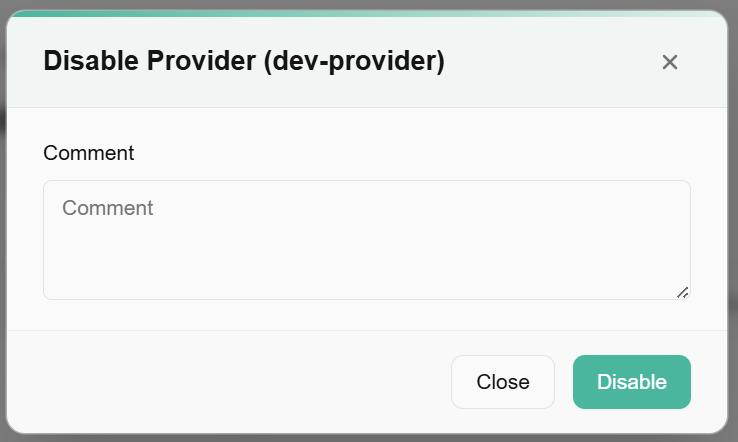 Disable Provider (dev-provider)
Comment
Comment
Close
Disable